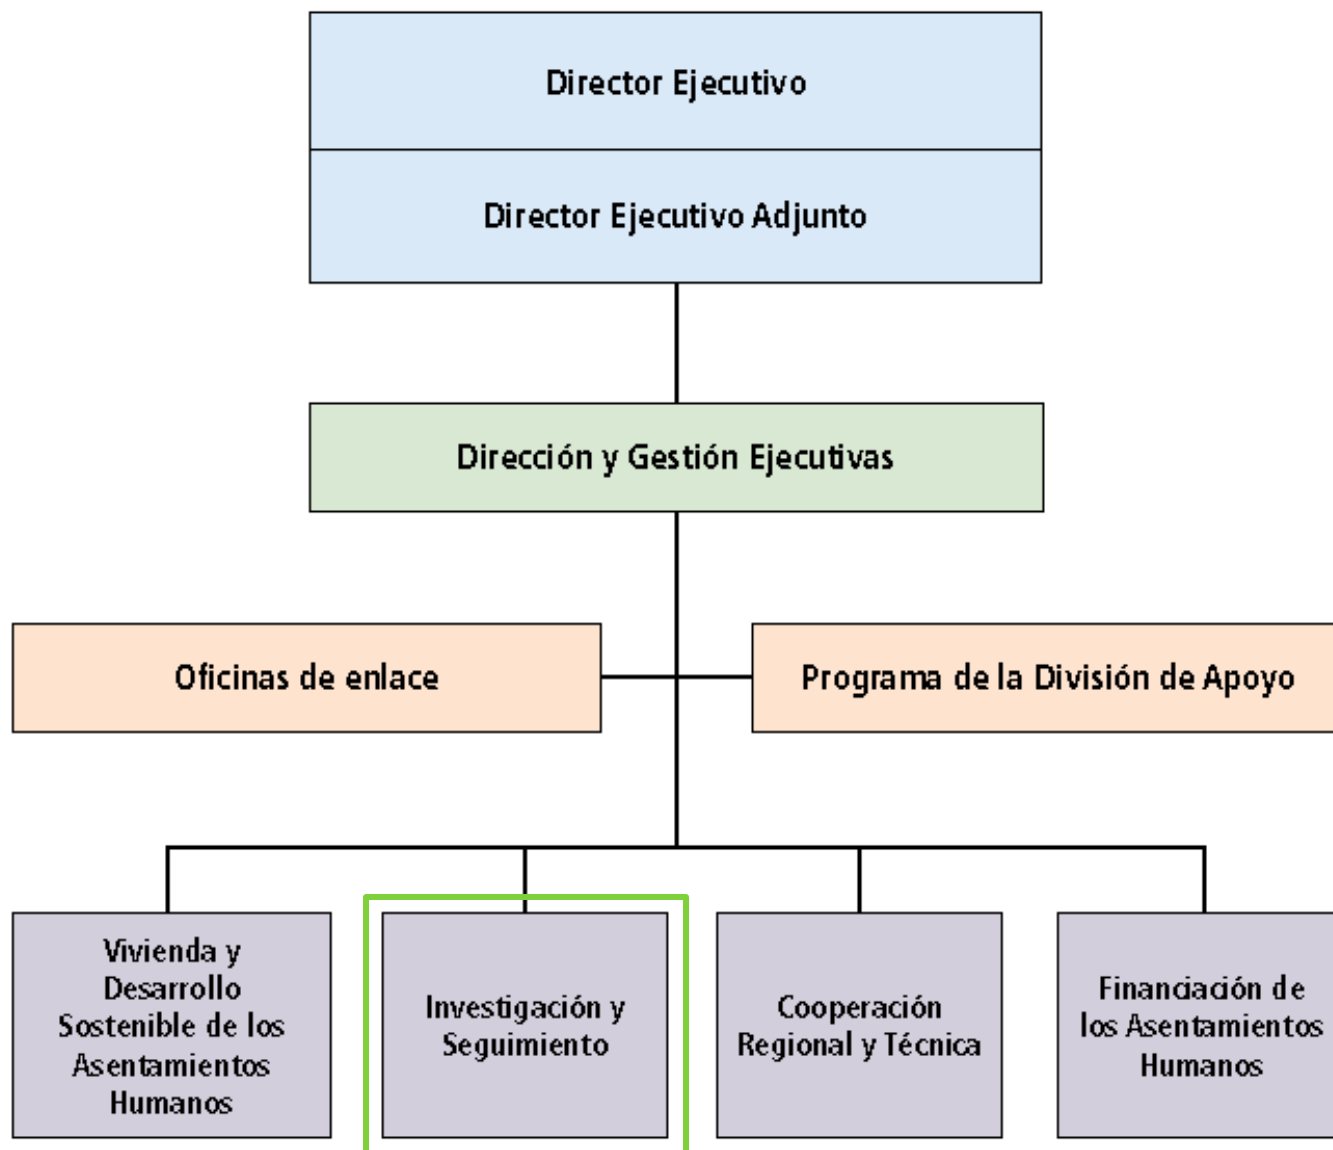 Director Ejecutivo
Director Ejecutivo Adjunto
Dirección y Gestión Ejecutivas
Oficinas de enlace
Programa de la División de Apoyo
Vivienda y
Desarrollo
Sostenible de los
Asentamientos
Humanos
Investigación y
Seguimiento
Cooperación
Regional y Técnica
Financiación de
los Asentamientos
Humanos